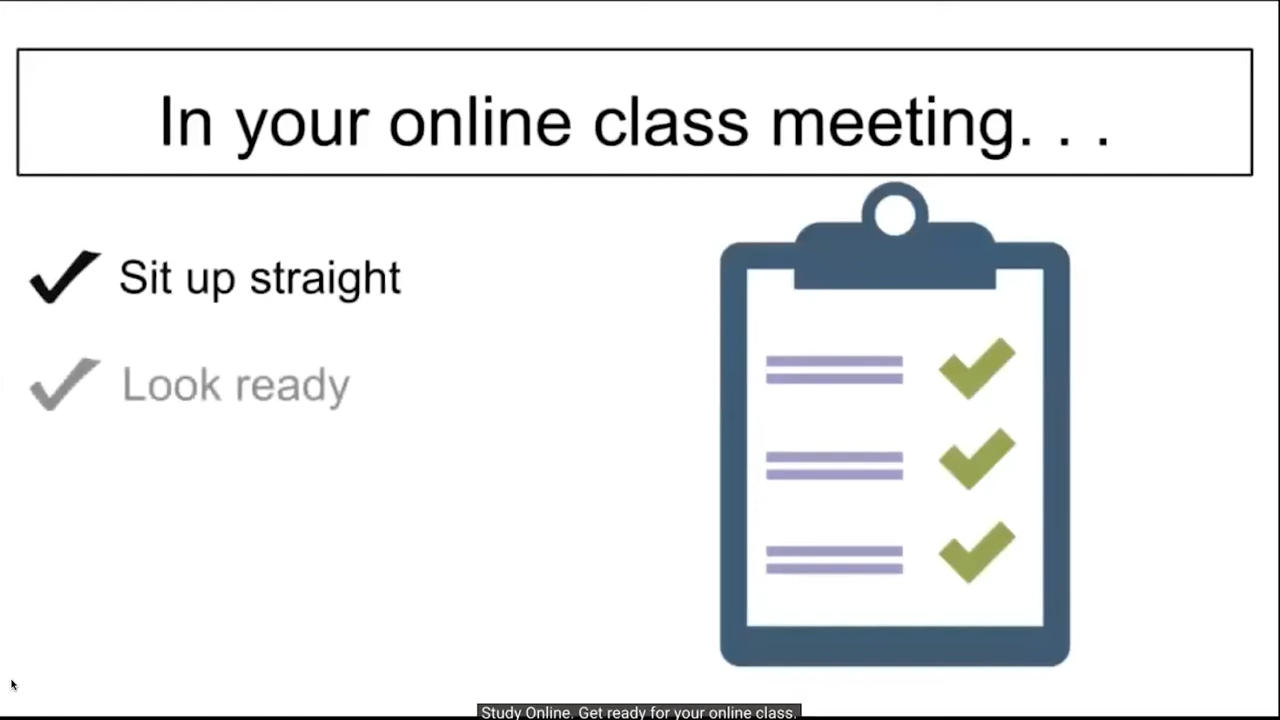 In your online class meeting. . .
Sit up straight
Look ready
Study Online. Get ready for your online class.